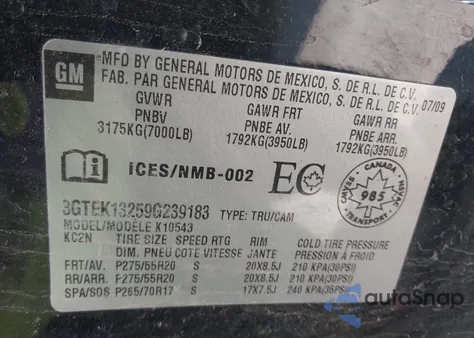 GM
MFD BY GENERAL MOTORS DE MEXICO, S. DE R.L. DE C.V.
FAB. PAR GENERAL MOTORS DE MEXICO, S. DE R.L. DE C.V.
07/09
GVWR GAWR FRT GAWR RR
PNBV PNBE AV. PNBE ARR.
3175KG(7000LB) 1792KG(3950LB) 1792KG(3950LB)
ICES/NMB-002 EC CANADA 985 TRANSPORT
3GTEK13259G239183 TYPE: TRU/CAM
MODEL/MODÈLE K10543
KC2N TIRE SIZE SPEED RTG RIM COLD TIRE PRESSURE
DIM. PNEU COTE VITESSE JANTE PRESSION À FROID
FRT/AV. P275/55R20 S 20X8.5J 210 KPA(30PSI)
RR/ARR. P275/55R20 S 20X8.5J 210 KPA(30PSI)
SPA/SOS P265/70R17 S 17X7.5J 240 KPA(35PSI)
autoSnap